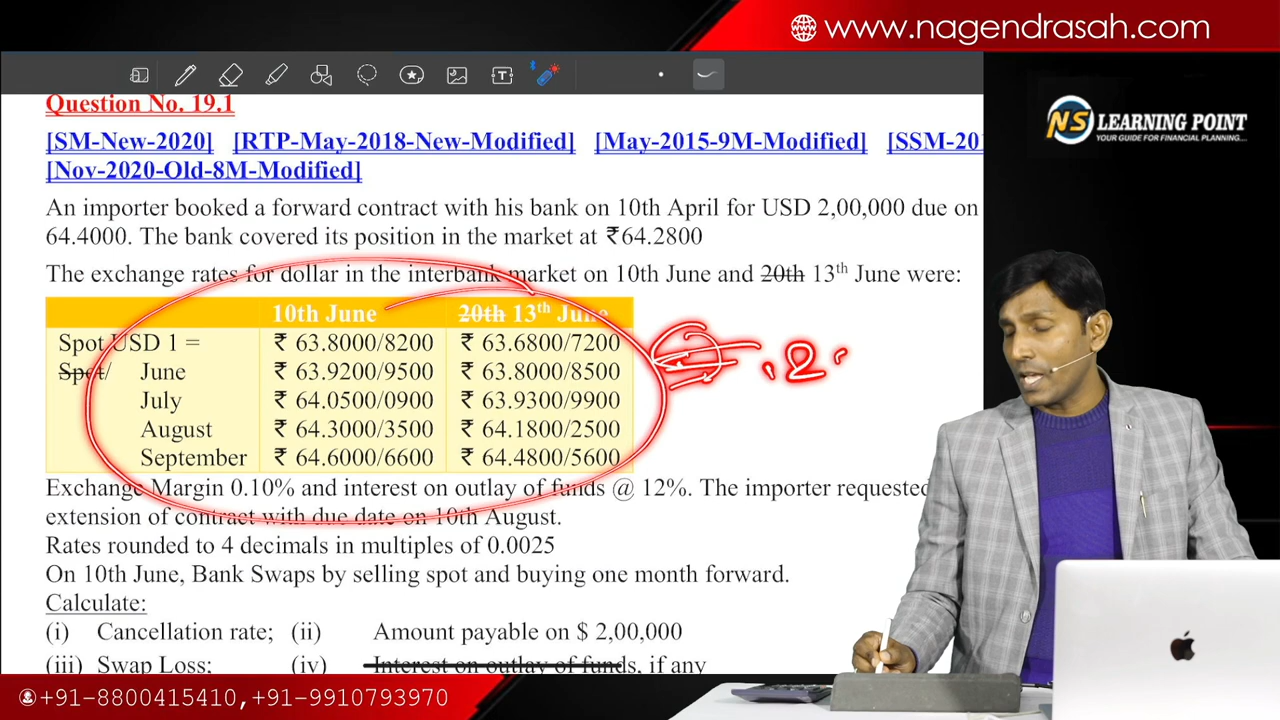 www.nagendrasah.com
Question No. 19.1
NS LEARNING POINT
YOUR GUIDE FOR FINANCIAL PLANNING...
[SM-New-2020] [RTP-May-2018-New-Modified] [May-2015-9M-Modified] [SSM-201
[Nov-2020-Old-8M-Modified]
An importer booked a forward contract with his bank on 10th April for USD 2,00,000 due on
64.4000. The bank covered its position in the market at ₹64.2800
The exchange rates for dollar in the interbank market on 10th June and 20th 13th June were:
10th June 20th 13th June
Spot USD 1 = ₹ 63.8000/8200 ₹ 63.6800/7200
Spot/ June ₹ 63.9200/9500 ₹ 63.8000/8500
July ₹ 64.0500/0900 ₹ 63.9300/9900
August ₹ 64.3000/3500 ₹ 64.1800/2500
September ₹ 64.6000/6600 ₹ 64.4800/5600
Exchange Margin 0.10% and interest on outlay of funds @ 12%. The importer requested
extension of contract with due date on 10th August.
Rates rounded to 4 decimals in multiples of 0.0025
On 10th June, Bank Swaps by selling spot and buying one month forward.
Calculate:
(i) Cancellation rate; (ii) Amount payable on $ 2,00,000
(iii) Swap Loss; (iv) Interest on outlay of funds, if any
+91-8800415410,+91-9910793970